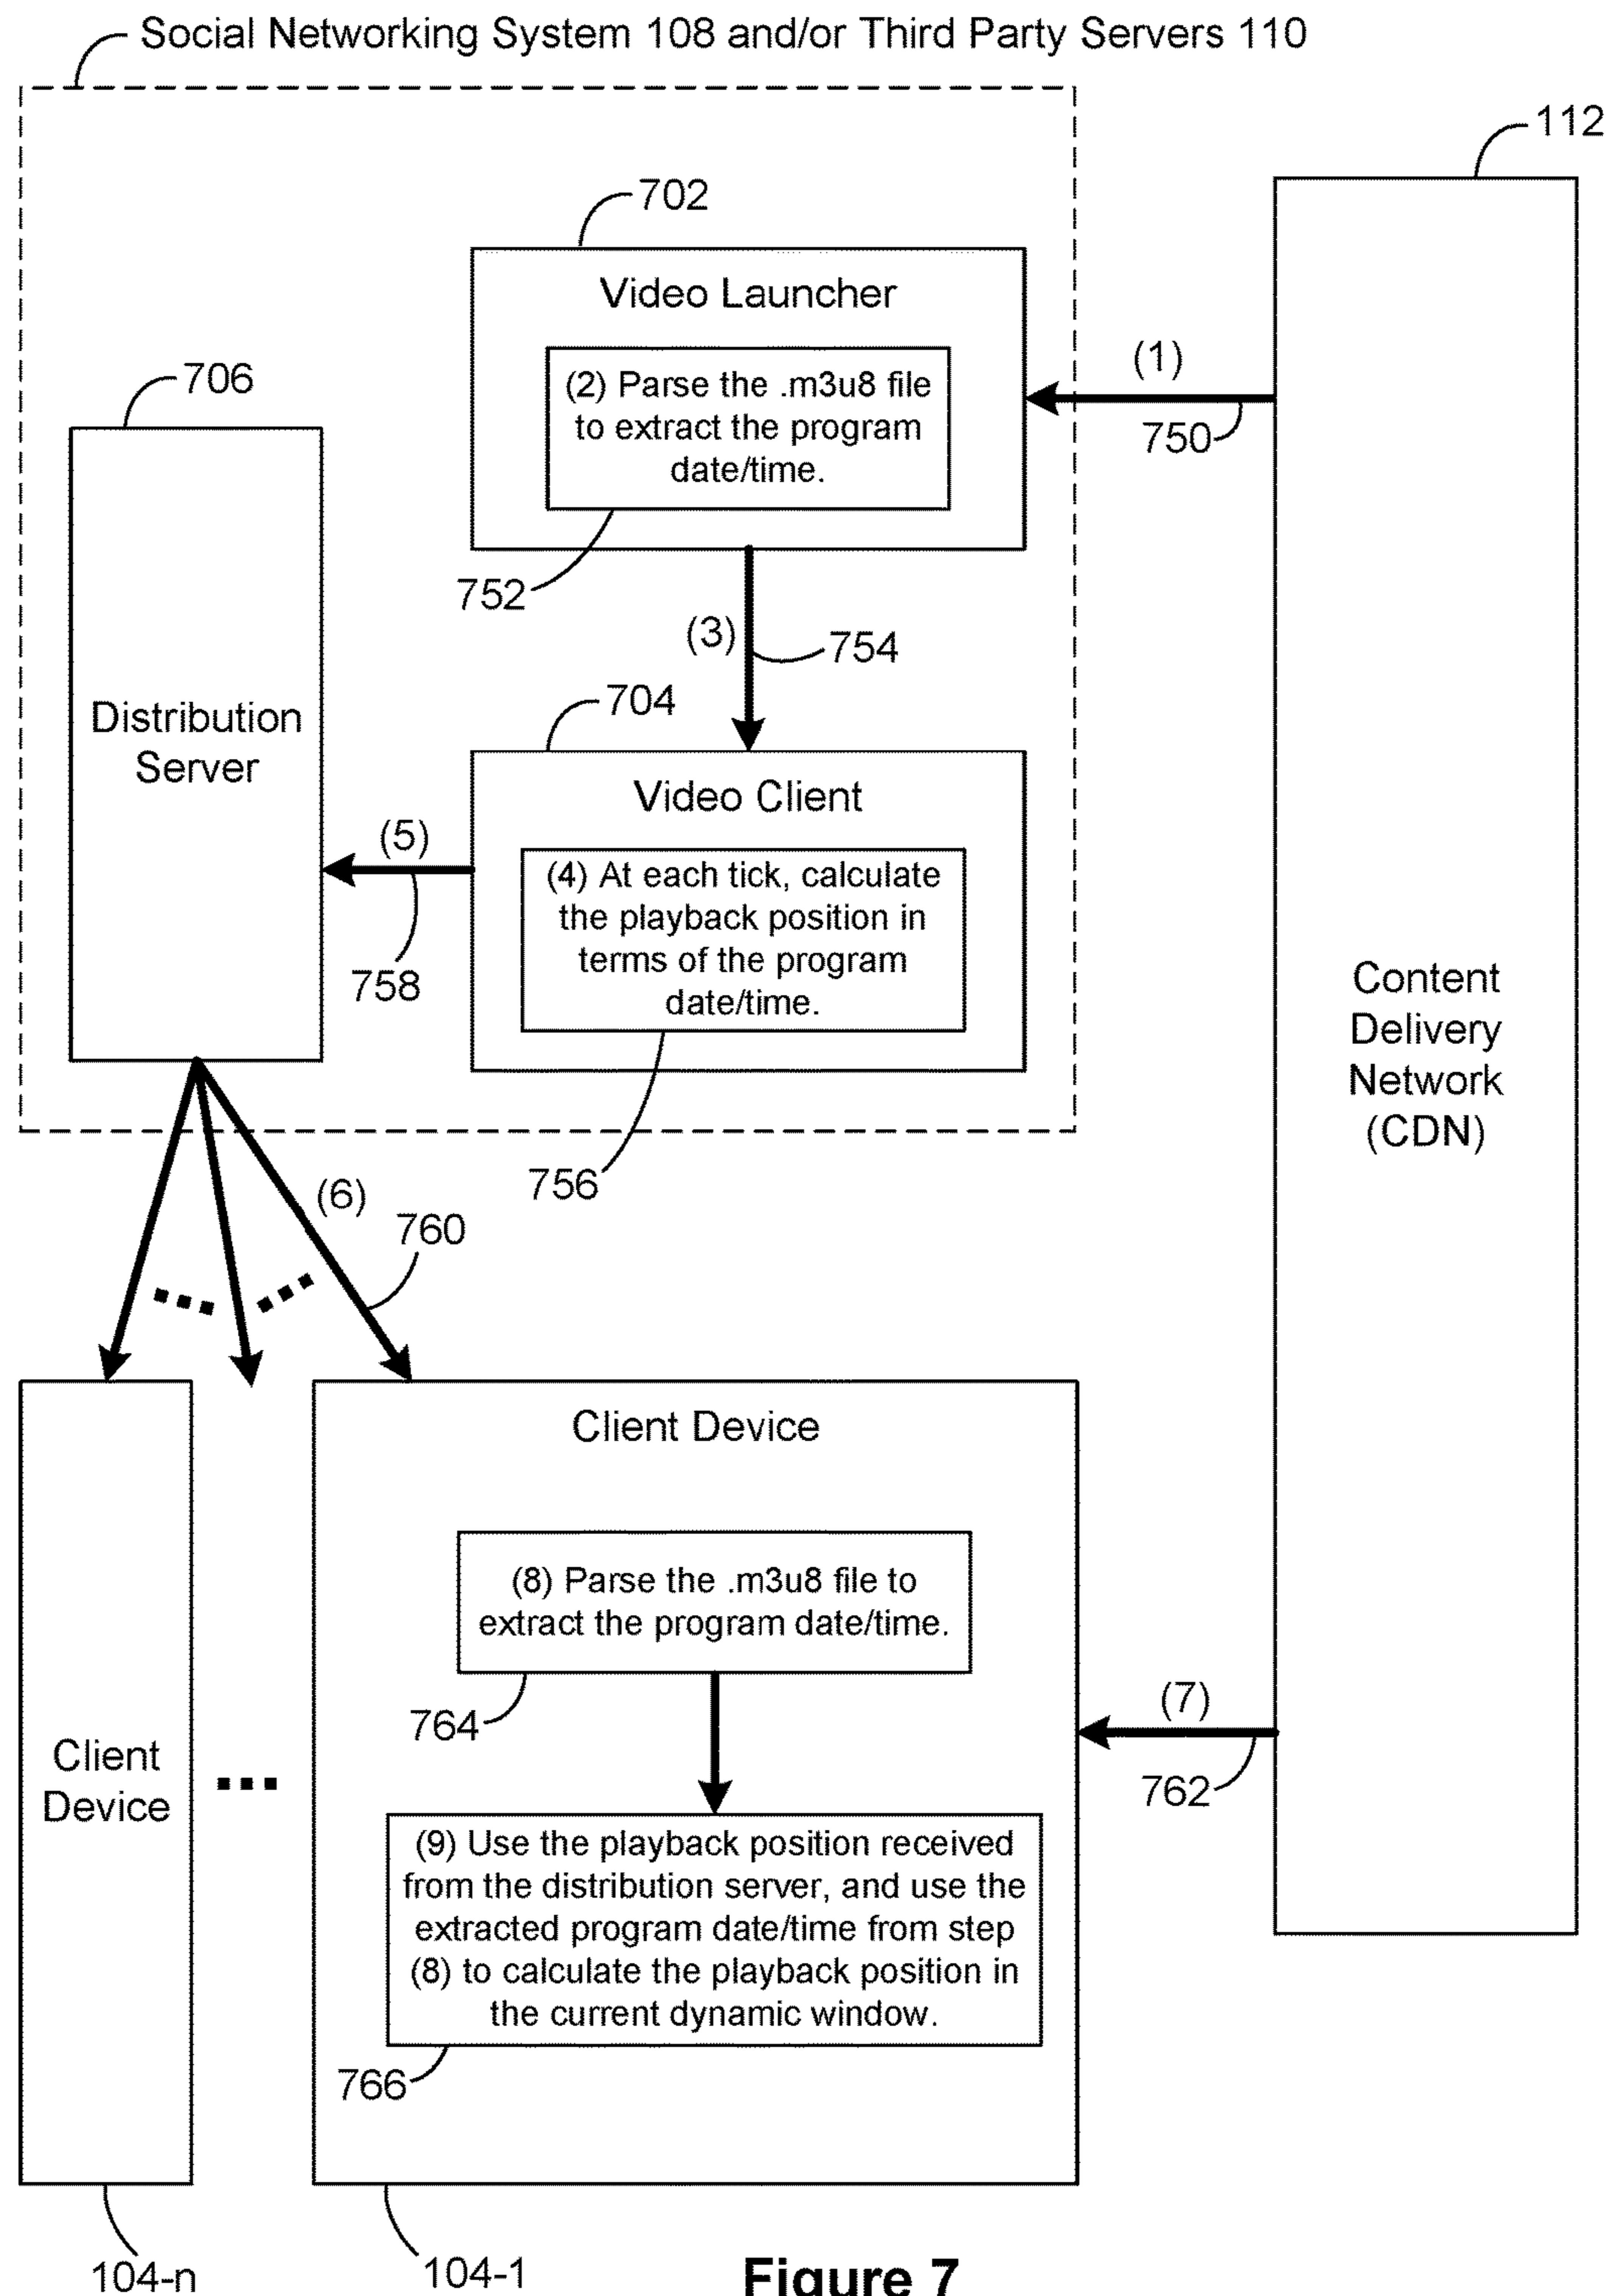 Social Networking System 108 and/or Third Party Servers 110
112
702
Video Launcher
(2) Parse the .m3u8 file
to extract the program
date/time.
(1)
750
706
752
(3)
754
Distribution
Server
704
Video Client
(4) At each tick, calculate
the playback position in
terms of the program
date/time.
(5)
758
756
Content
Delivery
Network
(CDN)
(6)
760
Client Device
(8) Parse the .m3u8 file to
extract the program date/time.
764
(7)
762
Client
Device
(9) Use the playback position received
from the distribution server, and use the
extracted program date/time from step
(8) to calculate the playback position in
the current dynamic window.
766
104-n
104-1
Figure 7